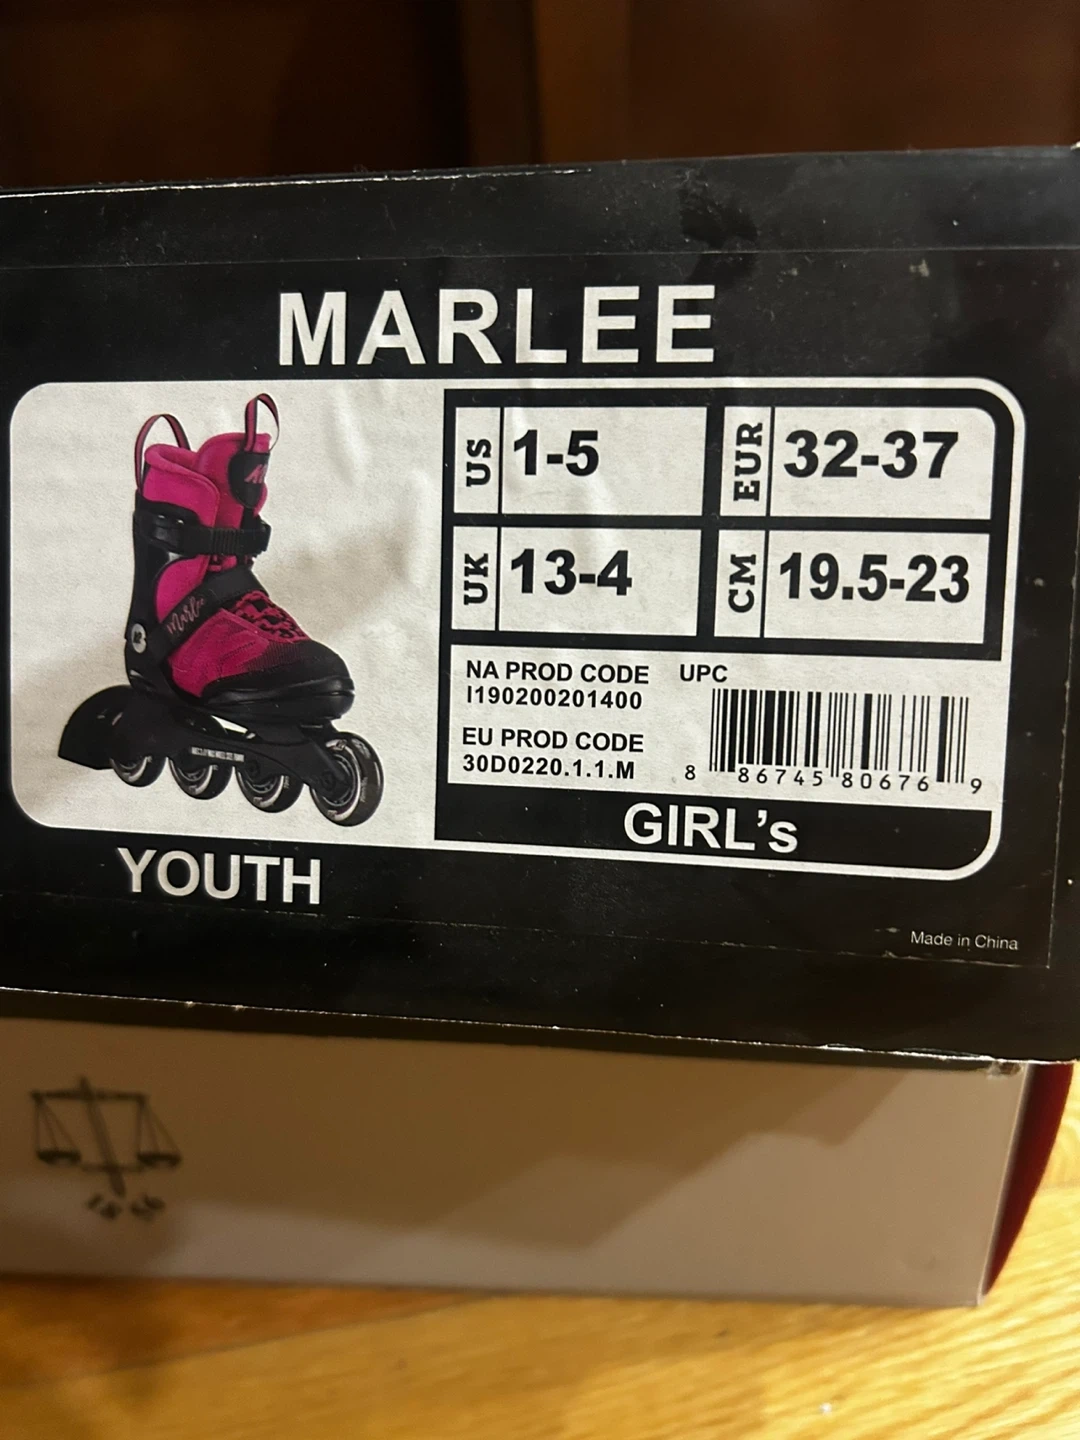 MARLEE
US 1-5
EUR 32-37
UK 13-4
CM 19.5-23
NA PROD CODE
I190200201400
UPC
EU PROD CODE
30D0220.1.1.M
8 86745 80676 9
GIRL's
YOUTH
Marlee
Made in China